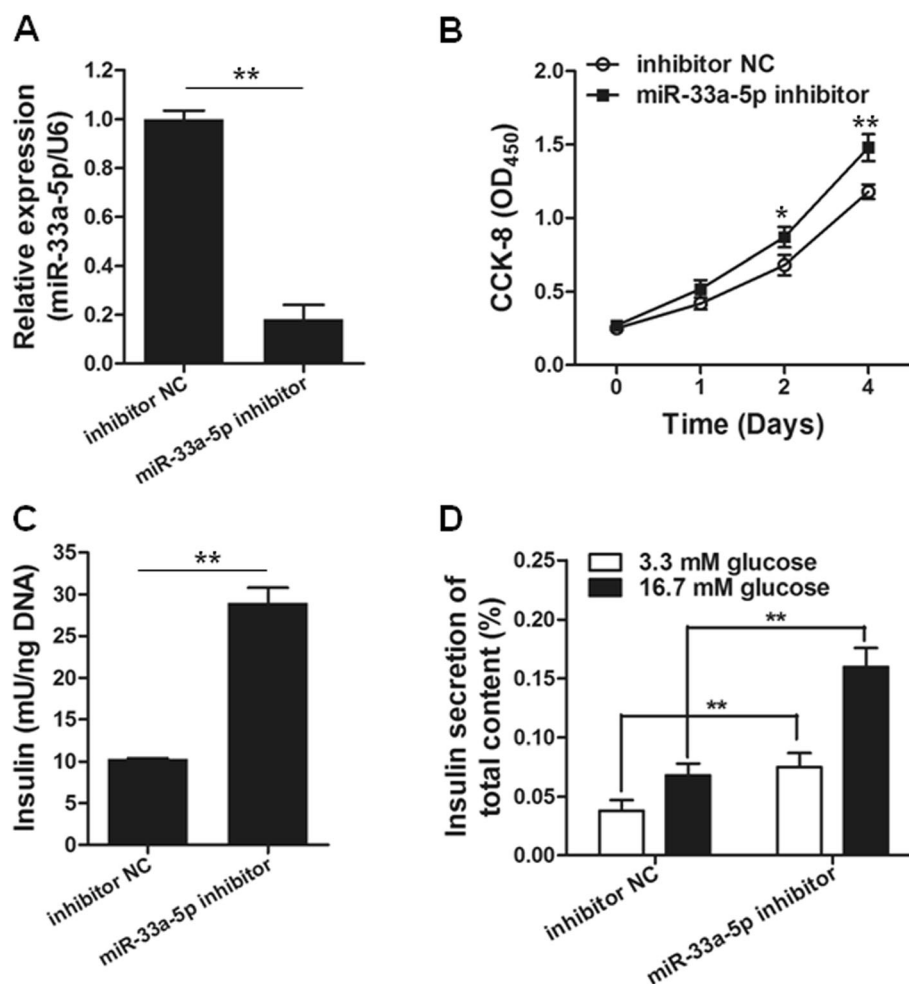 A
Relative expression
(miR-33a-5p/U6)
1.2
1.0
0.8
0.6
0.4
0.2
0.0
**
inhibitor NC
miR-33a-5p inhibitor
B
inhibitor NC
miR-33a-5p inhibitor
CCK-8 (OD450)
2.0
1.5
1.0
0.5
0.0
*
**
0 1 2 4
Time (Days)
C
Insulin (mU/ng DNA)
35
30
25
20
15
10
5
0
**
inhibitor NC
miR-33a-5p inhibitor
D
3.3 mM glucose
16.7 mM glucose
Insulin secretion of
total content (%)
0.25
0.20
0.15
0.10
0.05
0.00
**
**
inhibitor NC
miR-33a-5p inhibitor